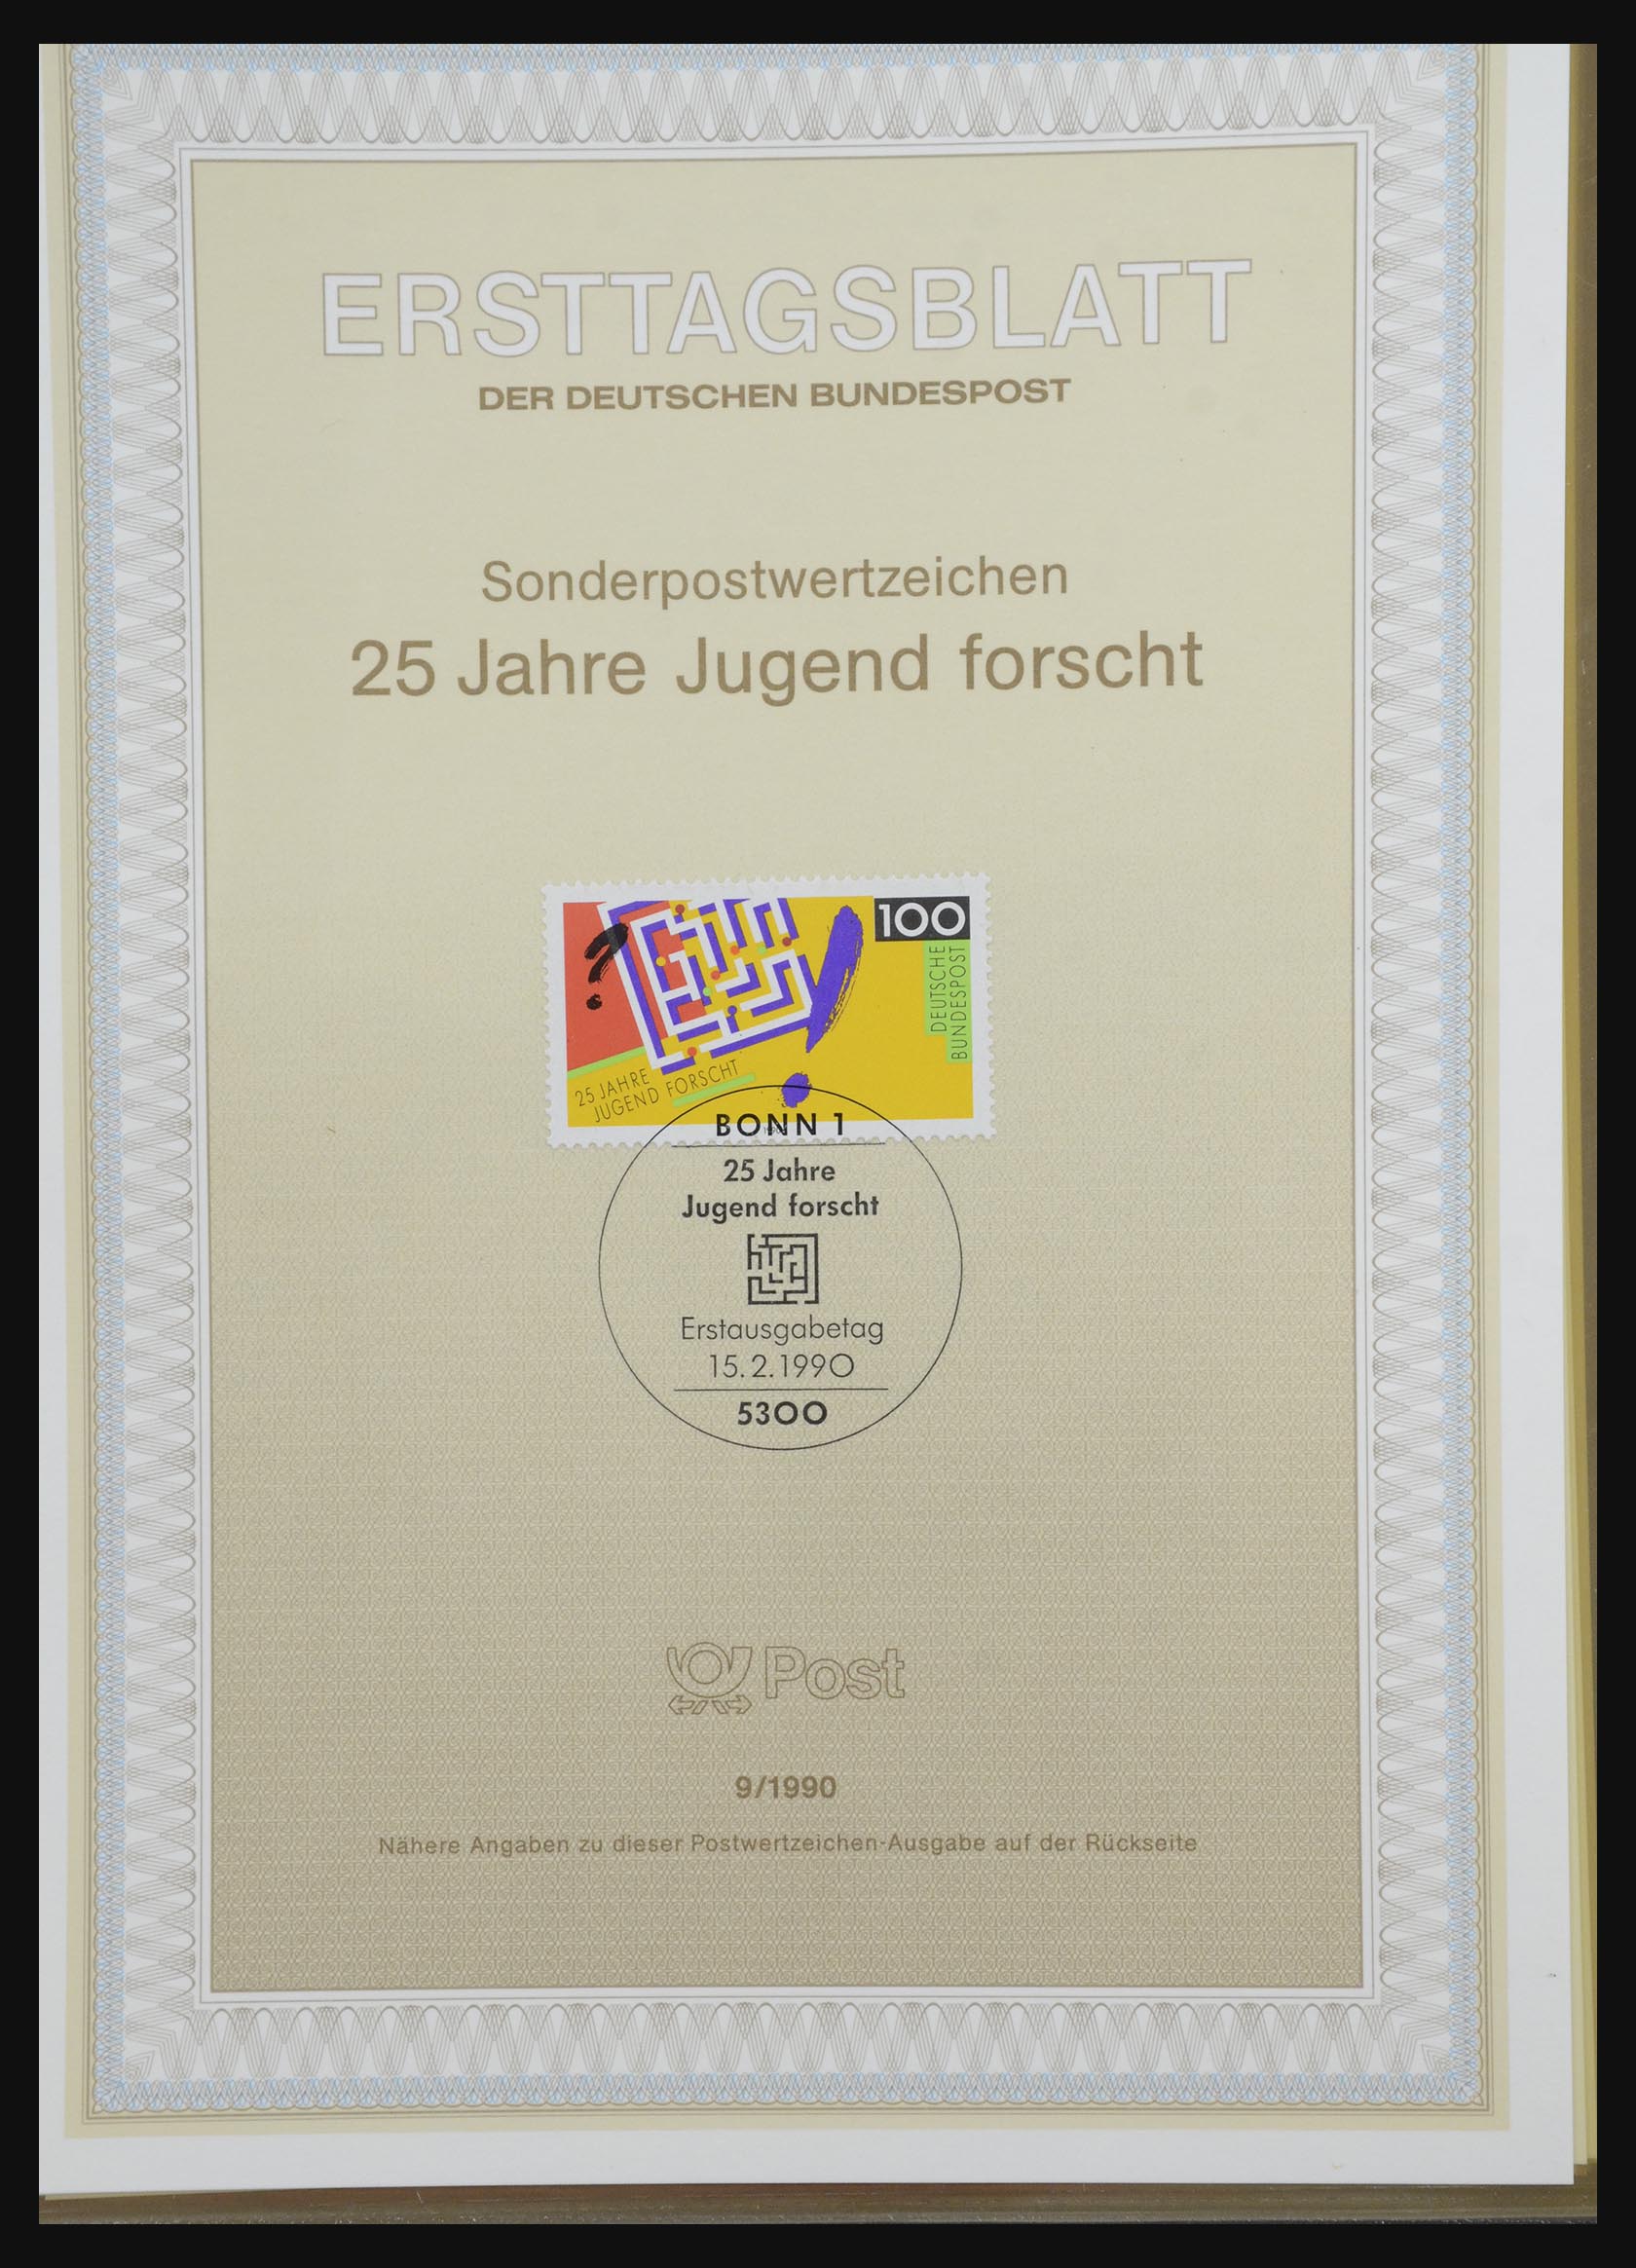 ERSTTAGSBLATT
DER DEUTSCHEN BUNDESPOST
Sonderpostwertzeichen
25 Jahre Jugend forscht
100
DEUTSCHE
BUNDESPOST
25 JAHRE
JUGEND FORSCHT
BONN 1
25 Jahre
Jugend forscht
Erstausgabetag
15.2.1990
5300
Post
9/1990
Nähere Angaben zu dieser Postwertzeichen-Ausgabe auf der Rückseite